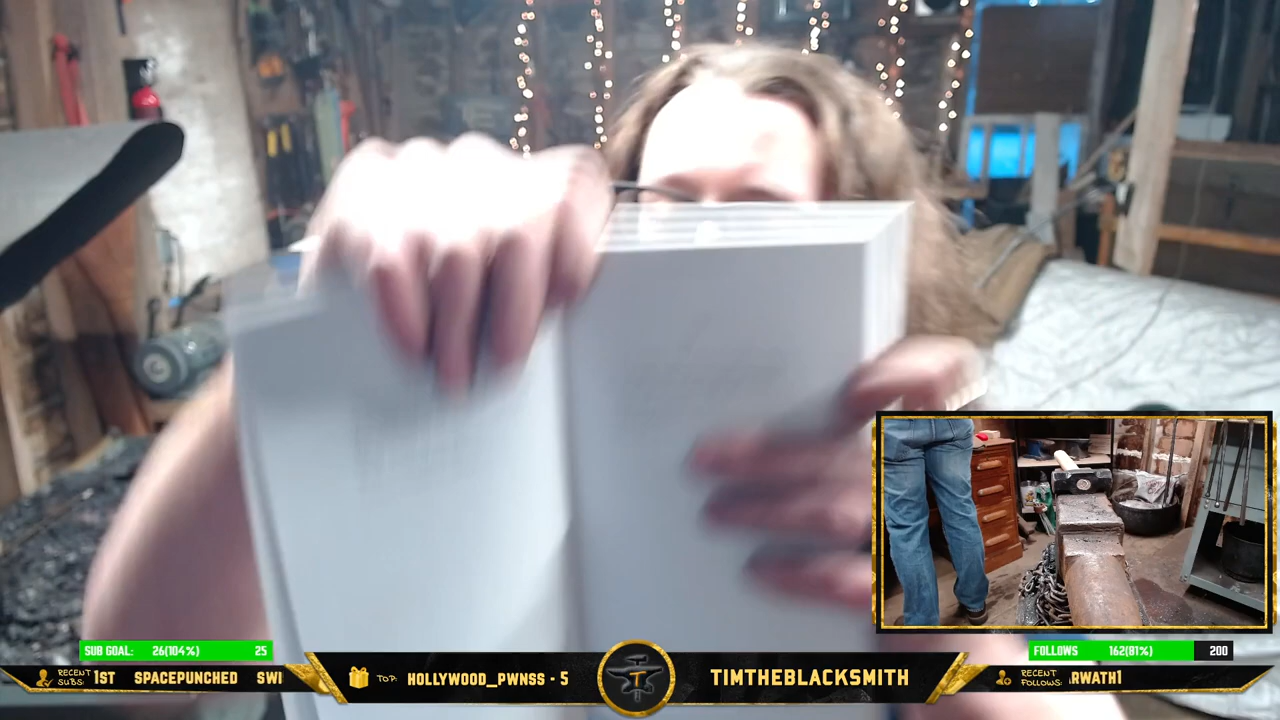 SUB GOAL: 26(104%) 25
FOLLOWS 162(81%) 200
RECENT SUBS: 1ST SPACEPUNCHED SWI
TOP: HOLLYWOOD_PWNSS - 5
T
TIMTHEBLACKSMITH
RECENT FOLLOWS: RWATH1